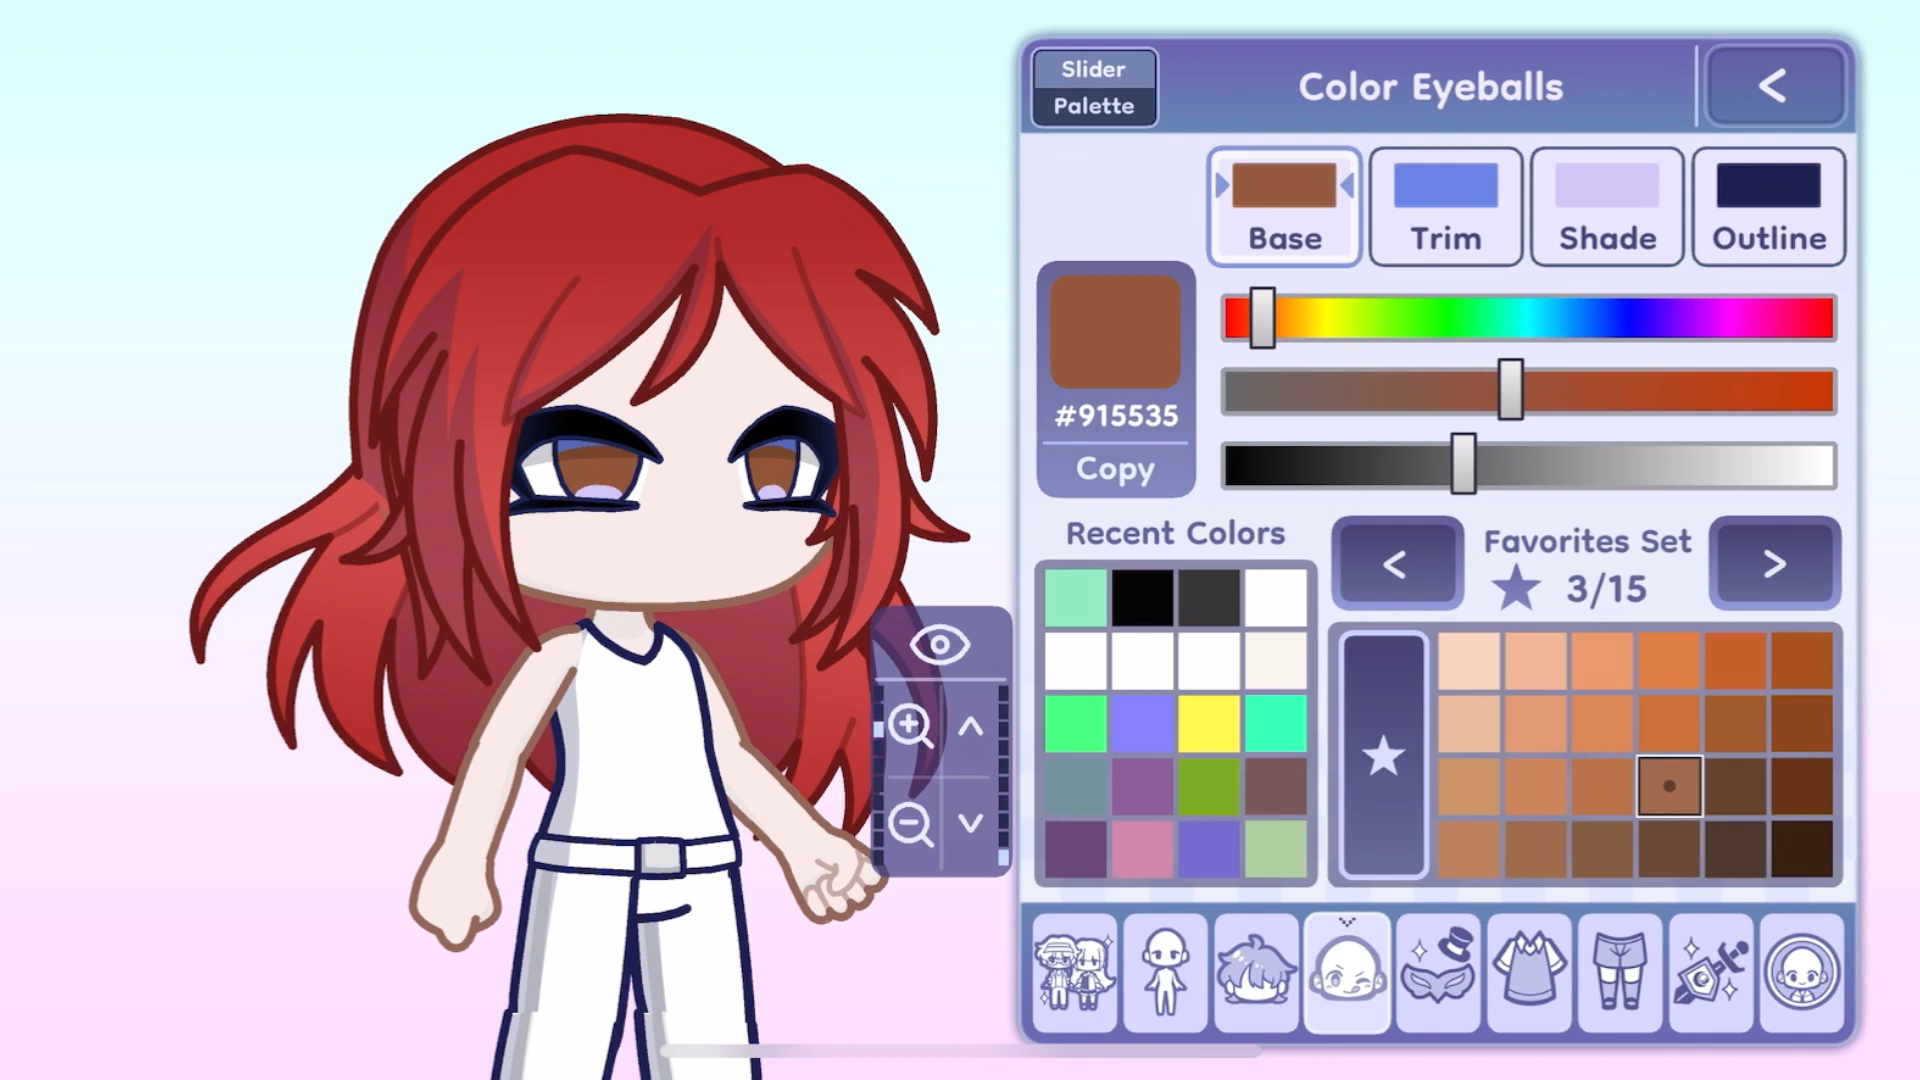 Slider
Palette
Color Eyeballs
<
Base
Trim
Shade
Outline
#915535
Copy
Recent Colors
<
Favorites Set
3/15
>